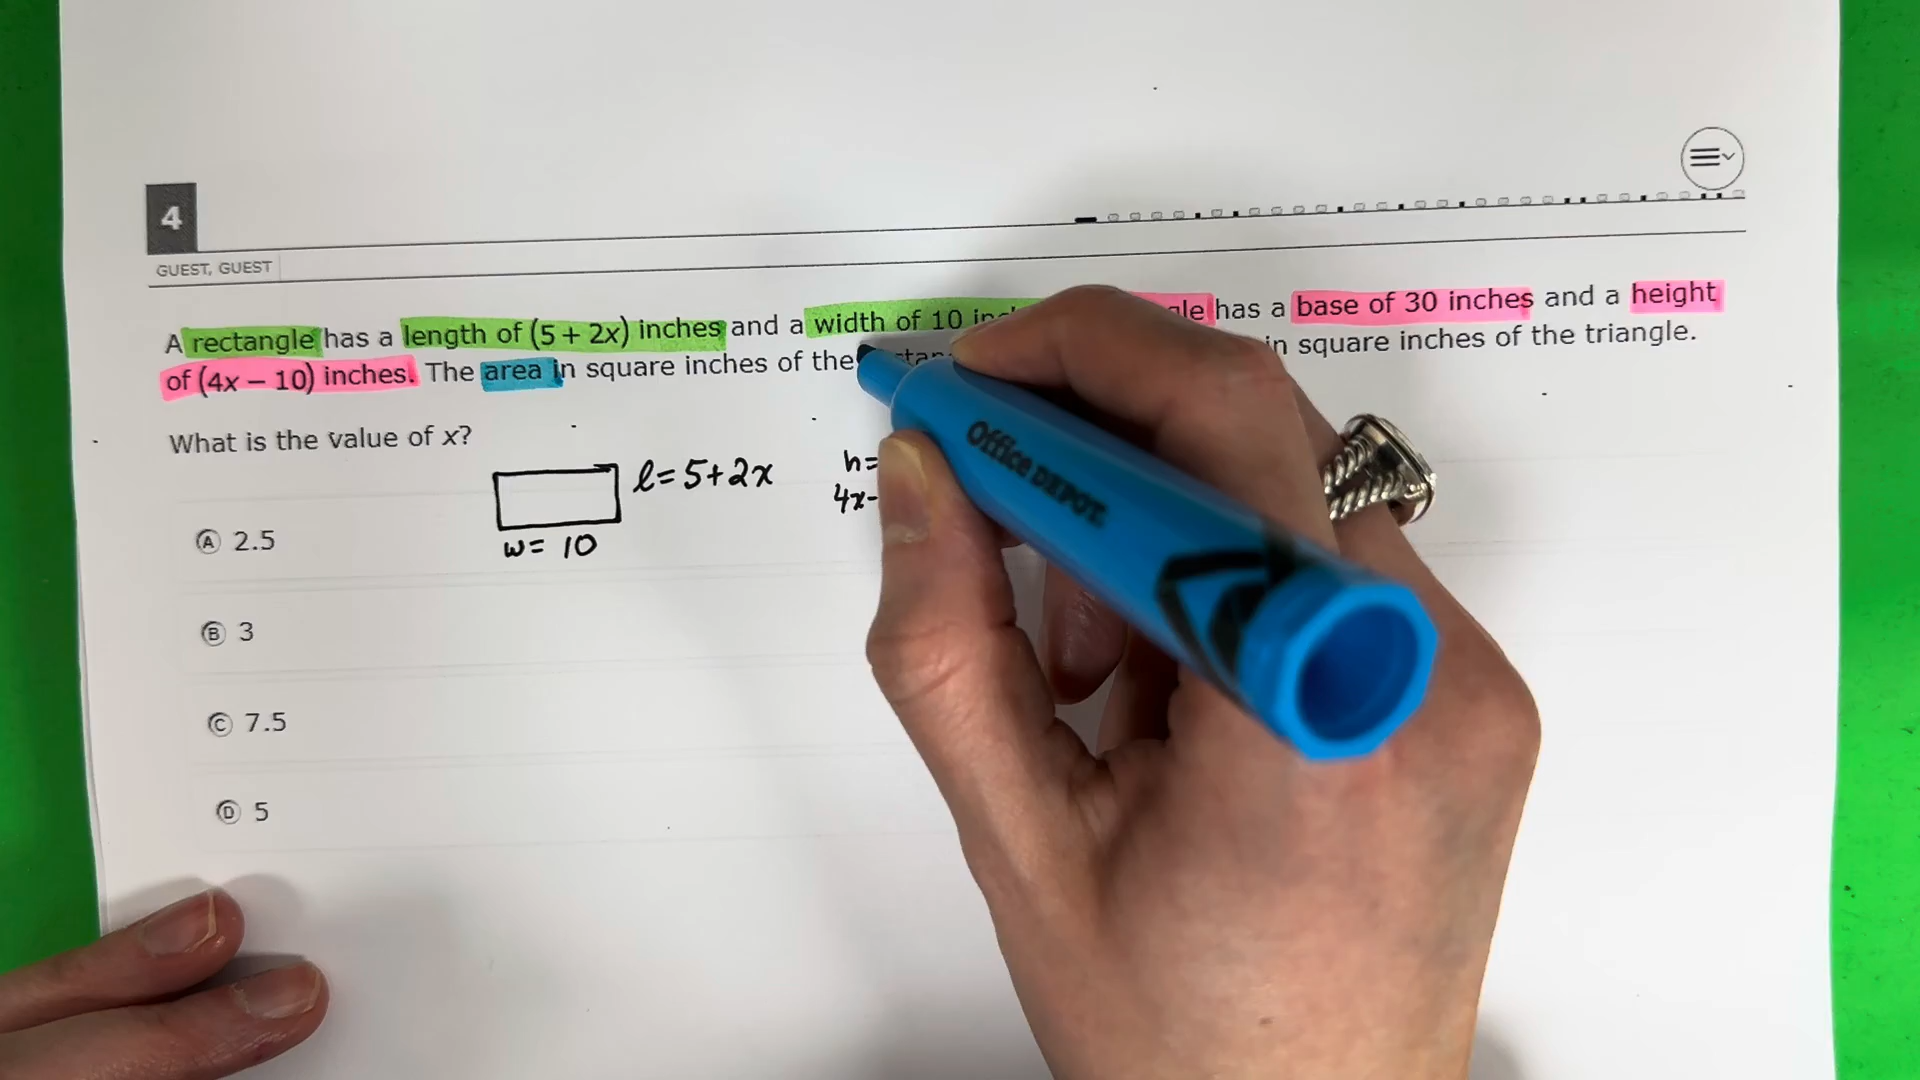 4
GUEST, GUEST
A rectangle has a length of (5 + 2x) inches and a width of 10 has a base of 30 inches and a height
of (4x – 10) inches. The area in square inches of the in square inches of the triangle.
What is the value of x?
l = 5+2x
h=
4x-
w = 10
A 2.5
B 3
C 7.5
D 5
Office DEPOT